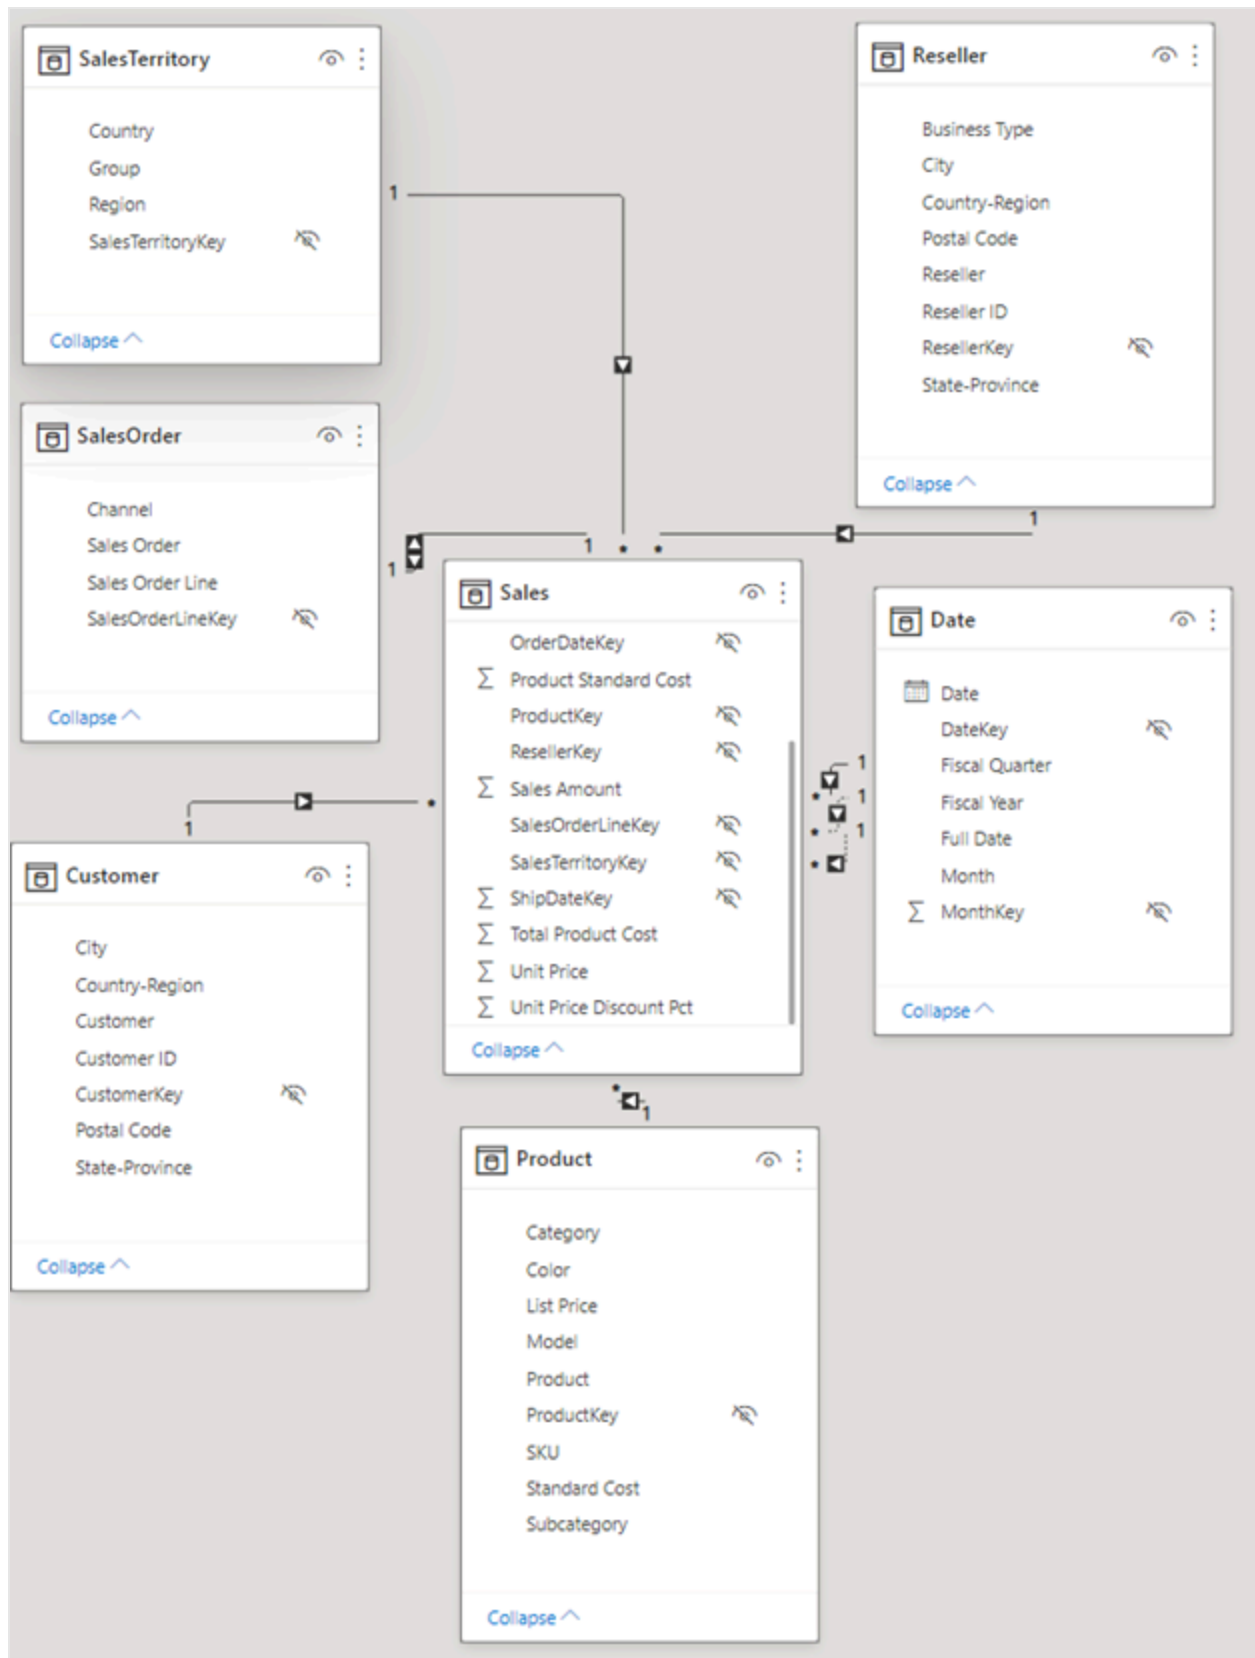 SalesTerritory
Country
Group
Region
SalesTerritoryKey
Collapse
1
Reseller
Business Type
City
Country-Region
Postal Code
Reseller
Reseller ID
ResellerKey
State-Province
Collapse
1
SalesOrder
Channel
Sales Order
Sales Order Line
SalesOrderLineKey
Collapse
1
1
*
*
Sales
OrderDateKey
Σ Product Standard Cost
ProductKey
ResellerKey
Σ Sales Amount
SalesOrderLineKey
SalesTerritoryKey
Σ ShipDateKey
Σ Total Product Cost
Σ Unit Price
Σ Unit Price Discount Pct
Collapse
Date
Date
DateKey
Fiscal Quarter
Fiscal Year
Full Date
Month
Σ MonthKey
Collapse
1
* 1
* 1
*
*
1
Customer
City
Country-Region
Customer
Customer ID
CustomerKey
Postal Code
State-Province
Collapse
*
1
Product
Category
Color
List Price
Model
Product
ProductKey
SKU
Standard Cost
Subcategory
Collapse